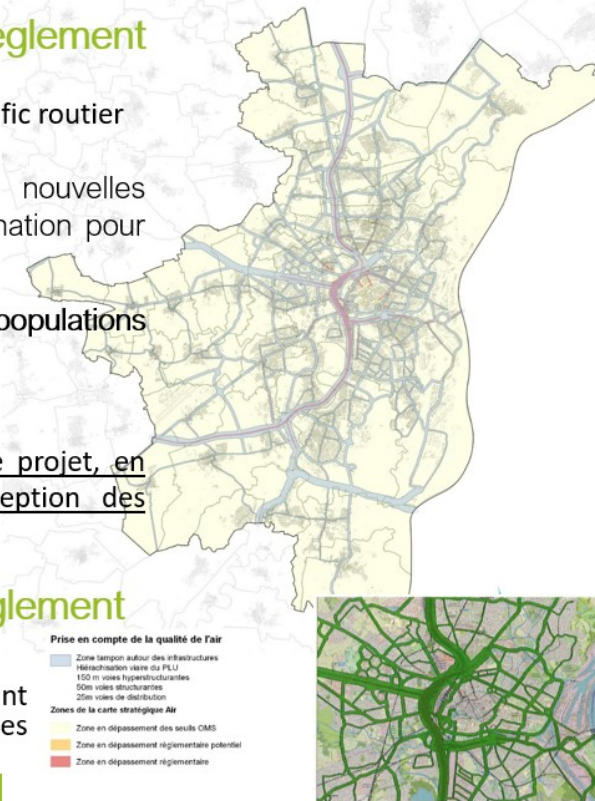 èglement
fic routier
nouvelles
nation pour
populations
e projet, en
eption des
glement
nt
es
Prise en compte de la qualité de l'air
Zone tampon autour des infrastructures
Hiérachisation viaire du PLU
150 m voies hyperstructurantes
50m voies structurantes
25m voies de distribution
Zones de la carte stratégique Air
Zone en dépassement des seuils OMS
Zone en dépassement réglementaire potentiel
Zone en dépassement réglementaire